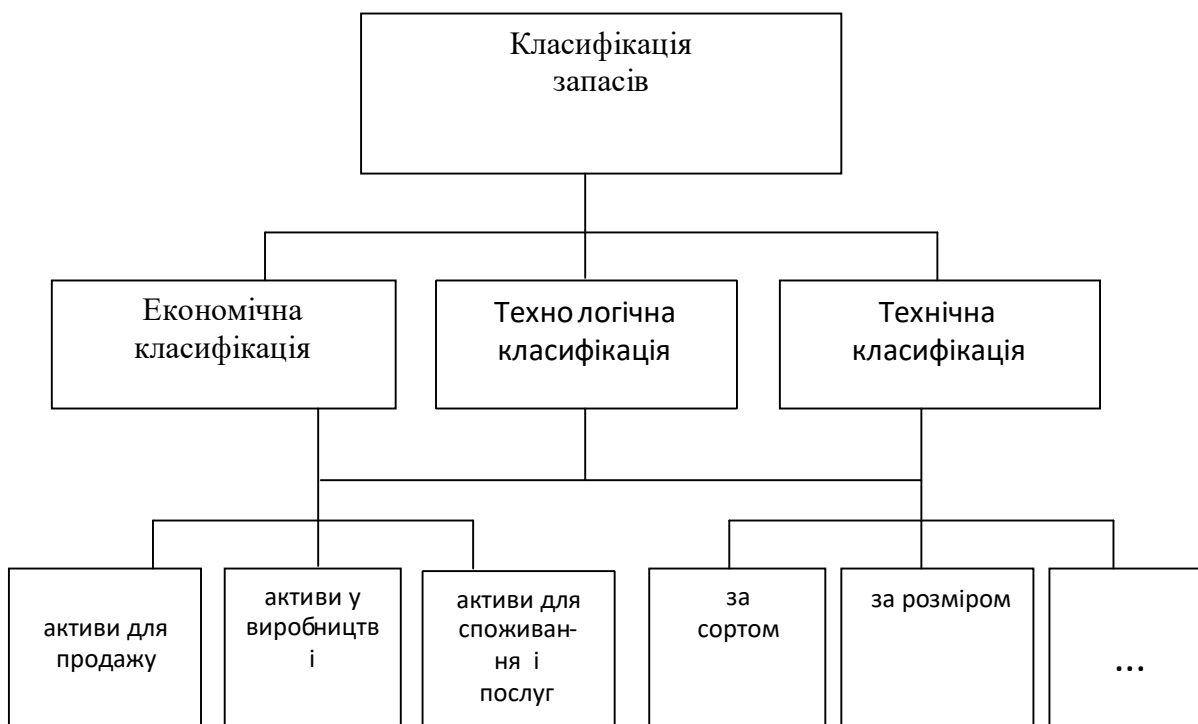 Класифікація
запасів
Економічна
класифікація
Техно логічна
класифікація
Технічна
класифікація
активи для
продажу
активи у
виробництв
і
активи для
споживан-
ня і
послуг
за
сортом
за розміром
...